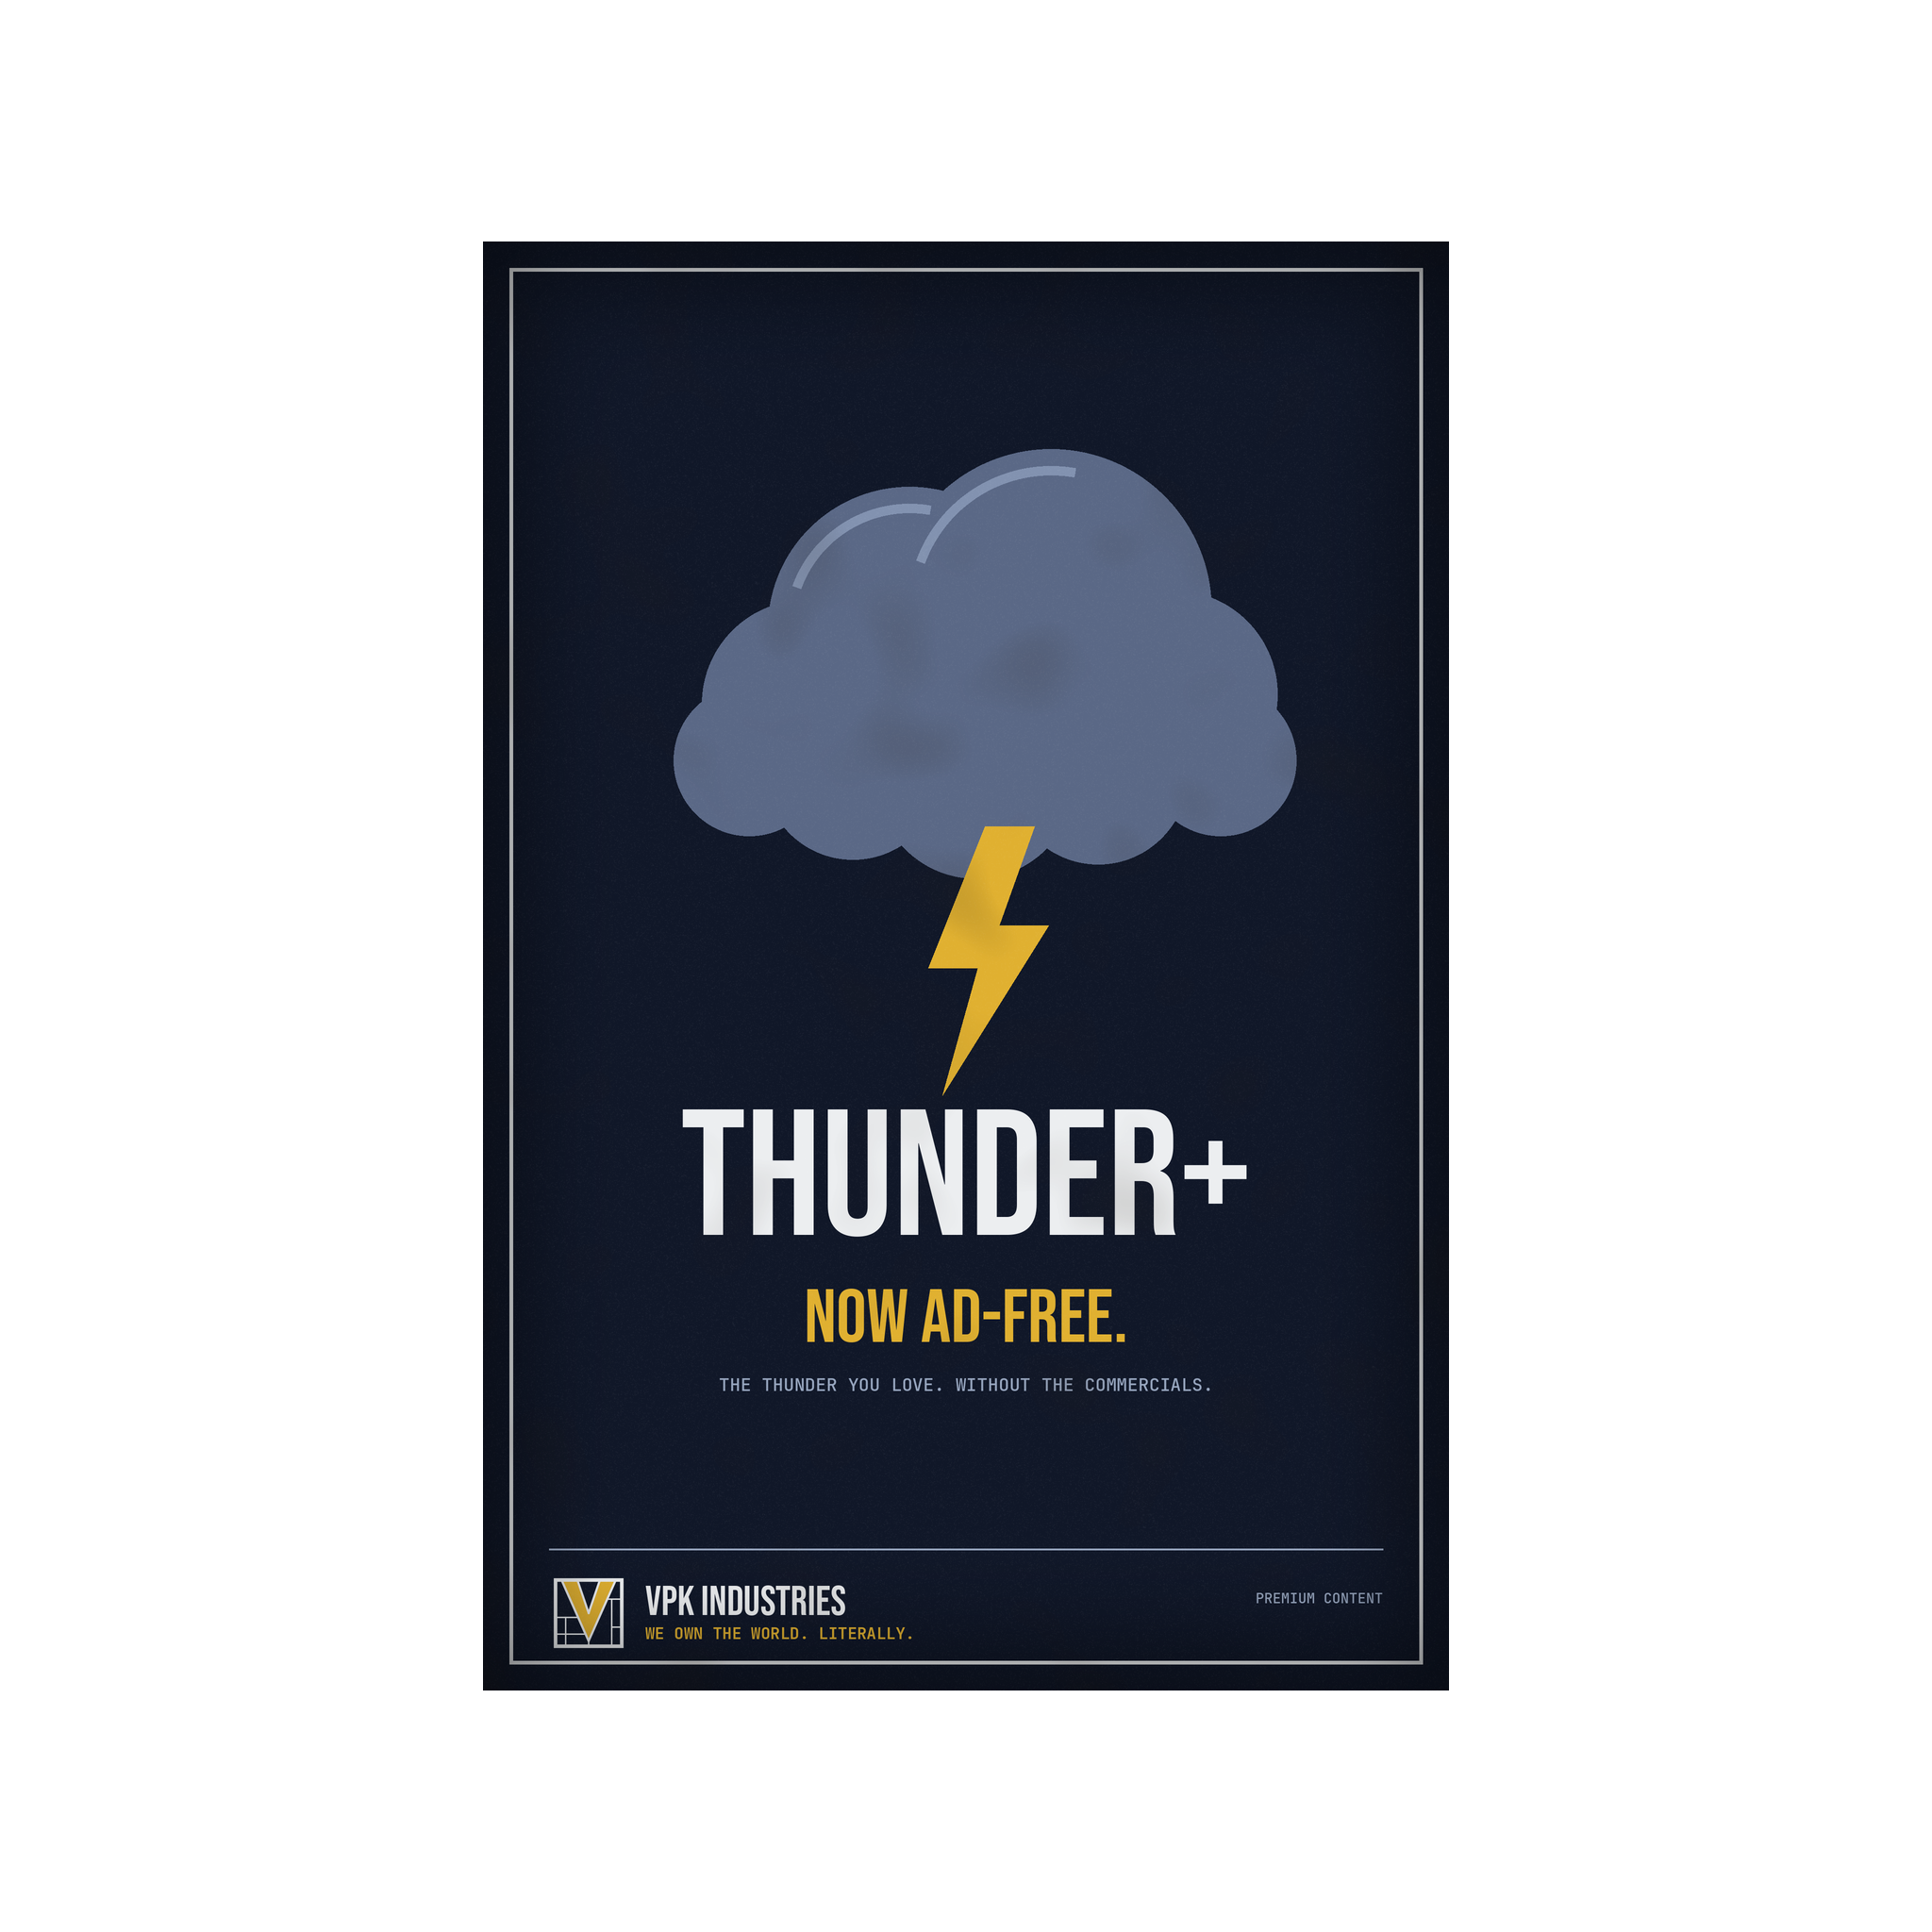 THUNDER+
NOW AD-FREE.
THE THUNDER YOU LOVE. WITHOUT THE COMMERCIALS.
V
VPK INDUSTRIES
WE OWN THE WORLD. LITERALLY.
PREMIUM CONTENT